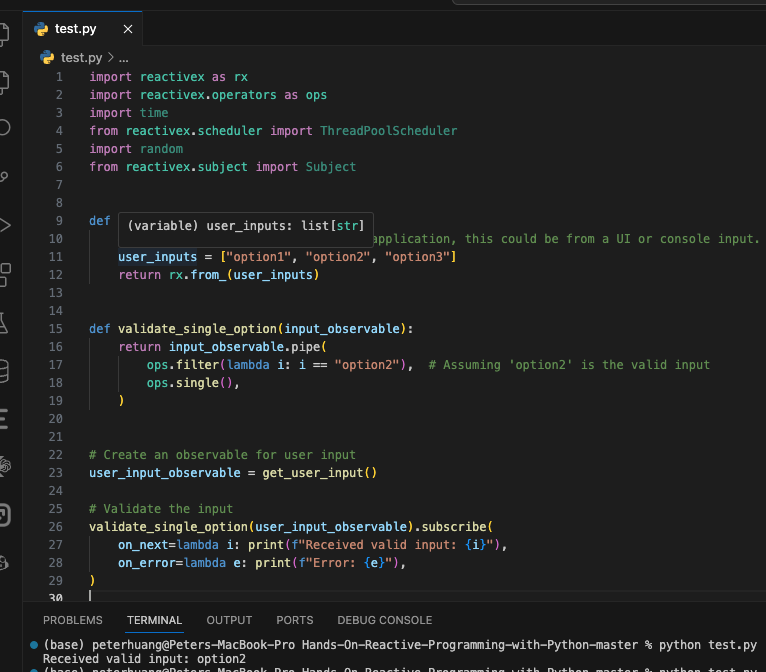 test.py
test.py > ...
1 import reactivex as rx
2 import reactivex.operators as ops
3 import time
4 from reactivex.scheduler import ThreadPoolScheduler
5 import random
6 from reactivex.subject import Subject
7
8
9 def
(variable) user_inputs: list[str]
10 application, this could be from a UI or console input.
11 user_inputs = ["option1", "option2", "option3"]
12 return rx.from_(user_inputs)
13
14
15 def validate_single_option(input_observable):
16 return input_observable.pipe(
17 ops.filter(lambda i: i == "option2"),  # Assuming 'option2' is the valid input
18 ops.single(),
19 )
20
21
22 # Create an observable for user input
23 user_input_observable = get_user_input()
24
25 # Validate the input
26 validate_single_option(user_input_observable).subscribe(
27 on_next=lambda i: print(f"Received valid input: {i}"),
28 on_error=lambda e: print(f"Error: {e}"),
29 )
30
PROBLEMS TERMINAL OUTPUT PORTS DEBUG CONSOLE
(base) peterhuang@Peters-MacBook-Pro Hands-On-Reactive-Programming-with-Python-master % python test.py
Received valid input: option2
(base) peterhuang@Peters-MacBook-Pro Hands-On-Reactive-Programming-with-Python-master % python test.py